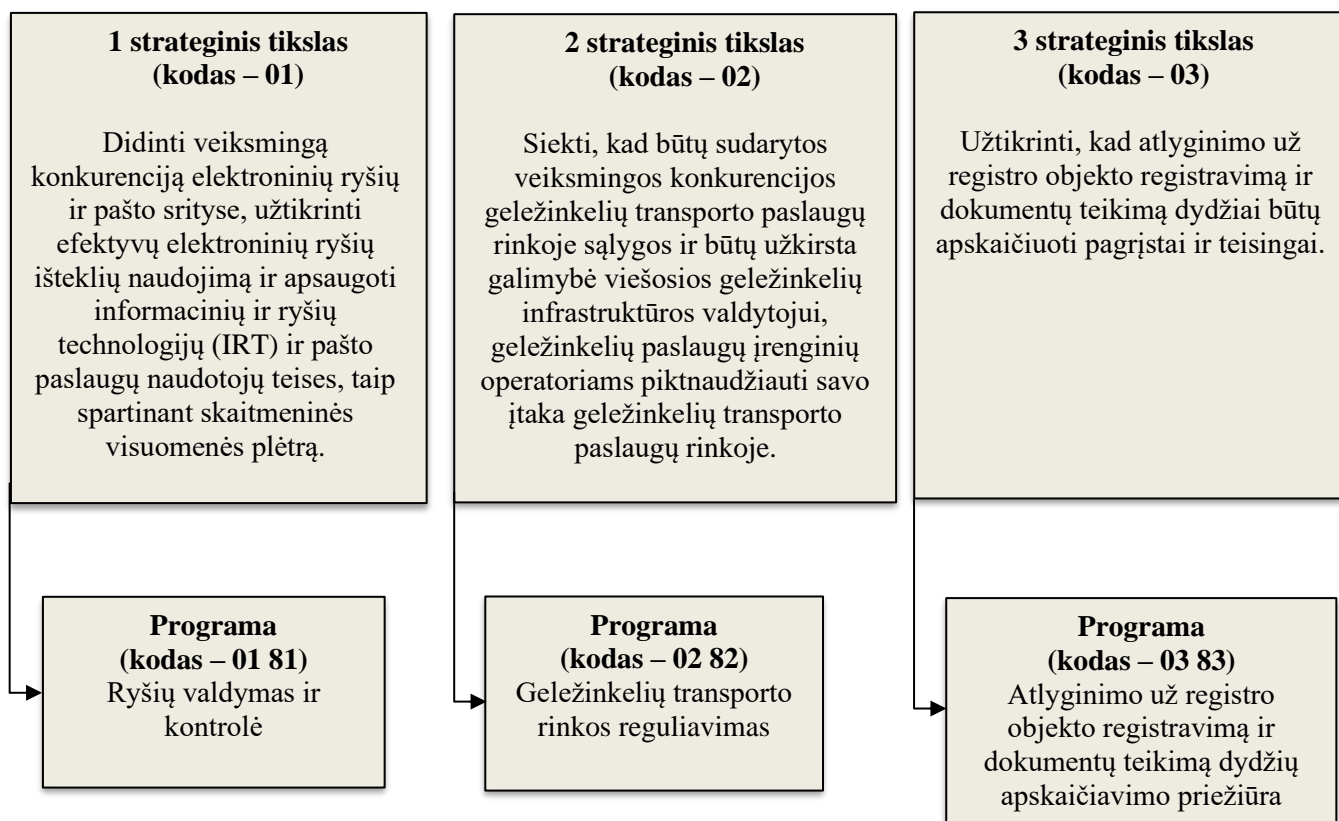 1 strateginis tikslas
(kodas – 01)
Didinti veiksmingą
konkurenciją elektroninių ryšių
ir pašto srityse, užtikrinti
efektyvų elektroninių ryšių
išteklių naudojimą ir apsaugoti
informacinių ir ryšių
technologijų (IRT) ir pašto
paslaugų naudotojų teises, taip
spartinant skaitmeninės
visuomenės plėtrą.
2 strateginis tikslas
(kodas – 02)
Siekti, kad būtų sudarytos
veiksmingos konkurencijos
geležinkelių transporto paslaugų
rinkoje sąlygos ir būtų užkirsta
galimybė viešosios geležinkelių
infrastruktūros valdytojui,
geležinkelių paslaugų įrenginių
operatoriams piktnaudžiauti savo
įtaka geležinkelių transporto
paslaugų rinkoje.
3 strateginis tikslas
(kodas – 03)
Užtikrinti, kad atlyginimo už
registro objekto registravimą ir
dokumentų teikimą dydžiai būtų
apskaičiuoti pagrįstai ir teisingai.
Programa
(kodas – 01 81)
Ryšių valdymas ir
kontrolė
Programa
(kodas – 02 82)
Geležinkelių transporto
rinkos reguliavimas
Programa
(kodas – 03 83)
Atlyginimo už registro
objekto registravimą ir
dokumentų teikimą dydžių
apskaičiavimo priežiūra